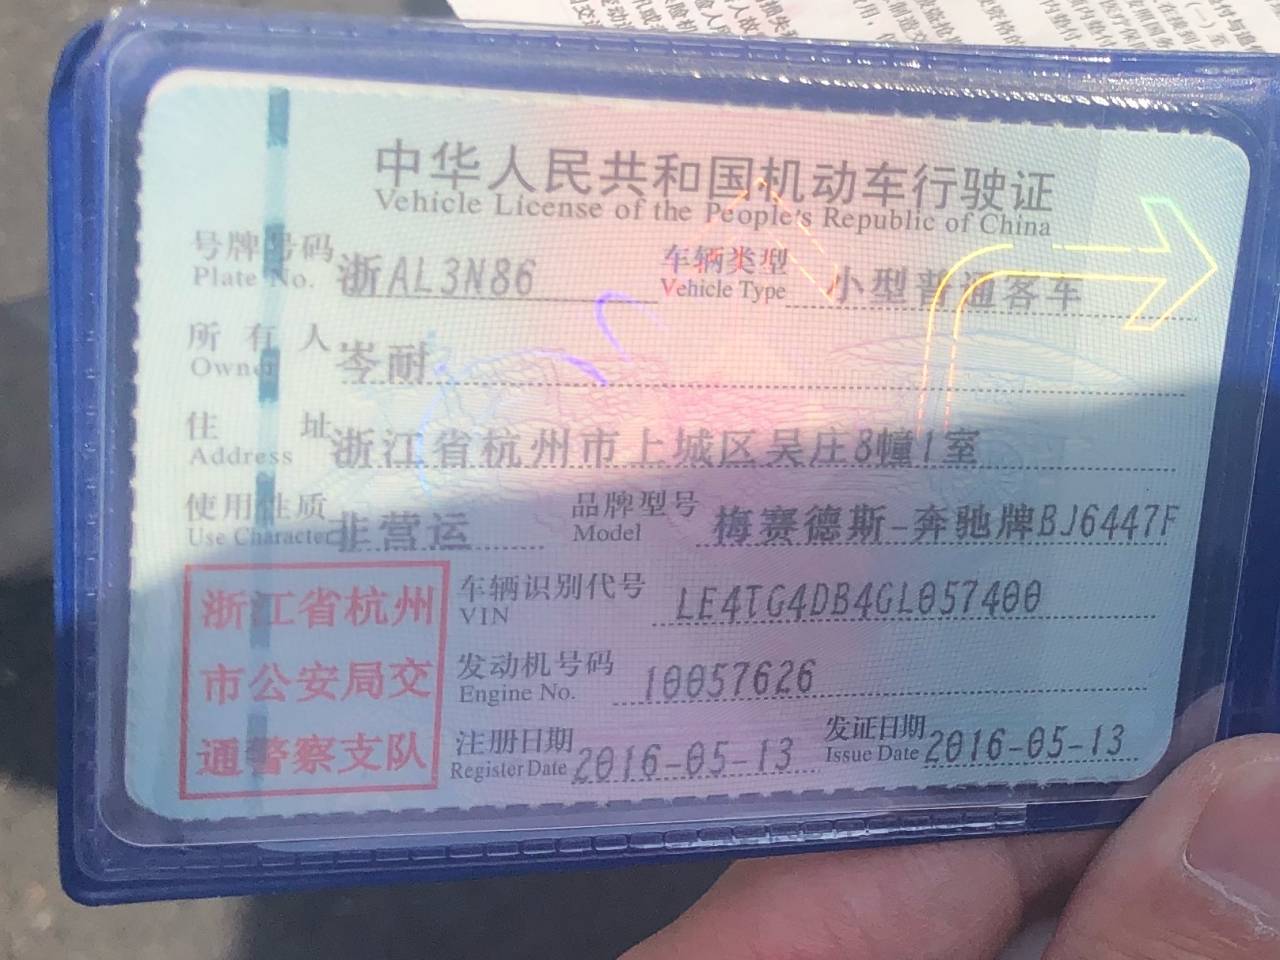 中华人民共和国机动车行驶证
Vehicle License of the People's Republic of China
号牌号码 浙AL3N86 车辆类型 小型普通客车
Plate No. Vehicle Type
所有人 岑耐
Owner
住址 浙江省杭州市上城区吴庄8幢1室
Address
使用性质 非营运 品牌型号 梅赛德斯-奔驰牌BJ6447F
Use Character Model
浙江省杭州
市公安局交
通警察支队
车辆识别代号 LE4TG4DB4GL057400
VIN
发动机号码 10057626
Engine No.
注册日期 2016-05-13 发证日期 2016-05-13
Register Date Issue Date